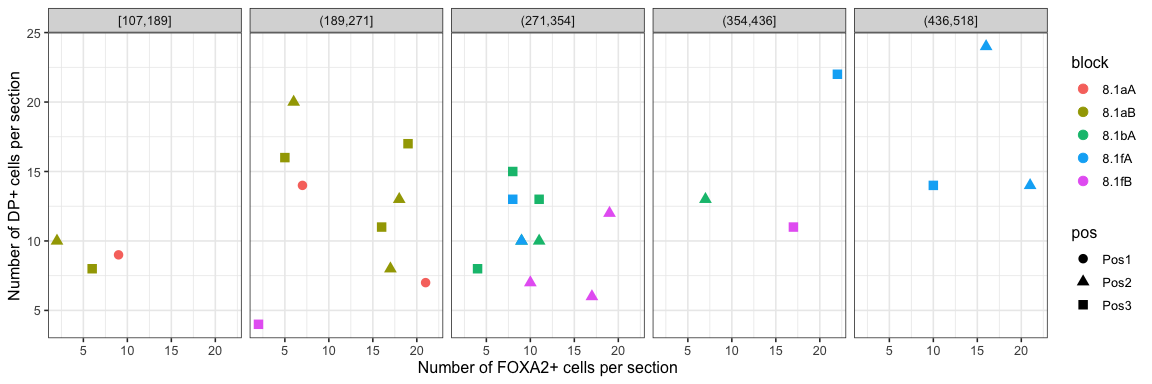 [107,189] (189,271] (271,354] (354,436] (436,518]
Number of DP+ cells per section
25
20
15
10
5
5 10 15 20 5 10 15 20 5 10 15 20 5 10 15 20 5 10 15 20
Number of FOXA2+ cells per section
block
8.1aA
8.1aB
8.1bA
8.1fA
8.1fB
pos
Pos1
Pos2
Pos3